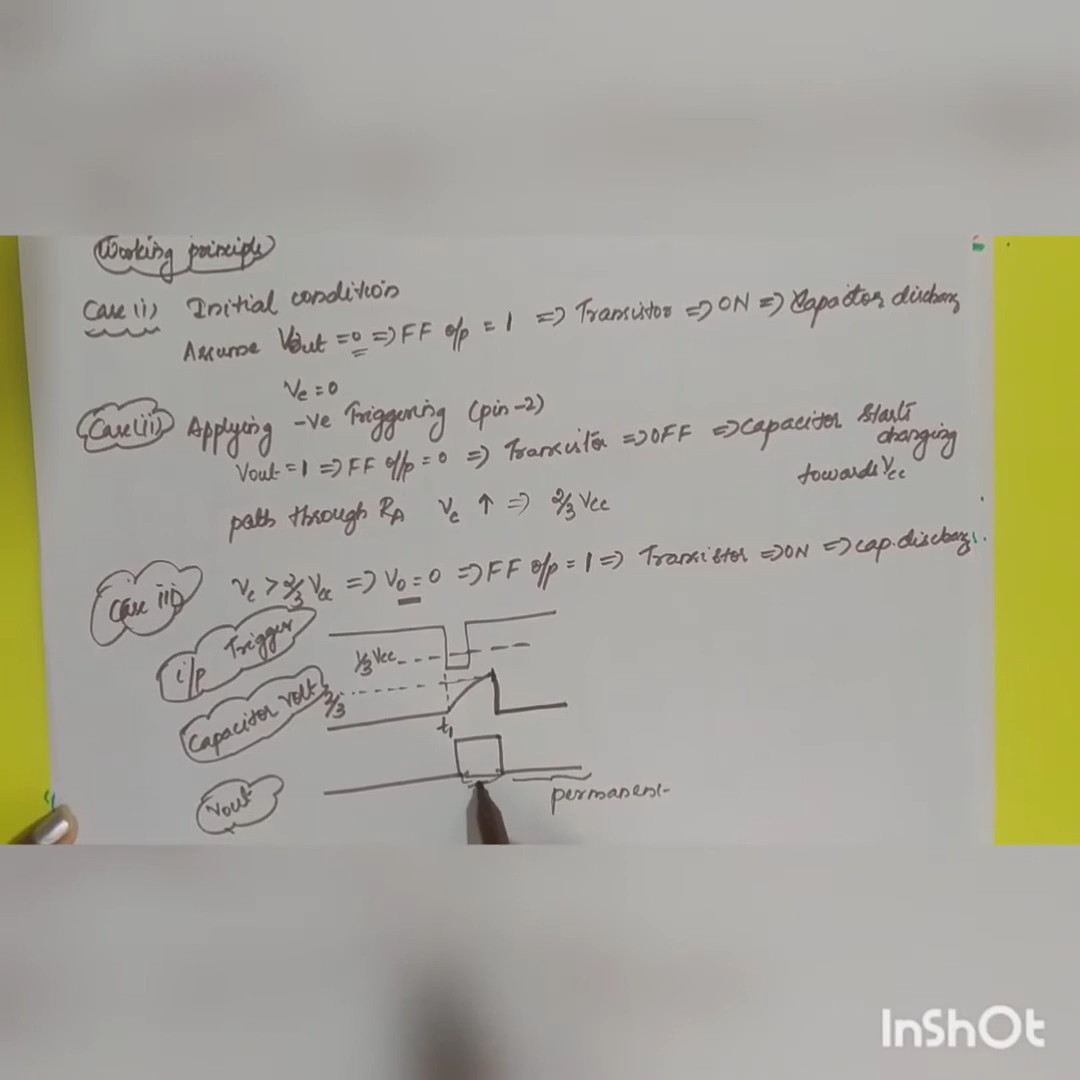 Working principle
Case (i) Initial condition
Assume Vout = 0 => FF o/p = 1 => Transistor => ON => Capacitor discharg
Vc = 0
Case (ii) Applying -ve Triggering (pin-2)
Vout = 1 => FF o/p = 0 => Transistor => OFF => Capacitor starts
charging
towards Vcc
path through RA Vc ↑ => 2/3 Vcc
Case iii) Vc > 2/3 Vcc => Vo = 0 => FF o/p = 1 => Transistor => ON => cap. discharg.
i/p Trigger
1/3 Vcc
Capacitor volt
2/3
t1
Vout
permanent
InShOt